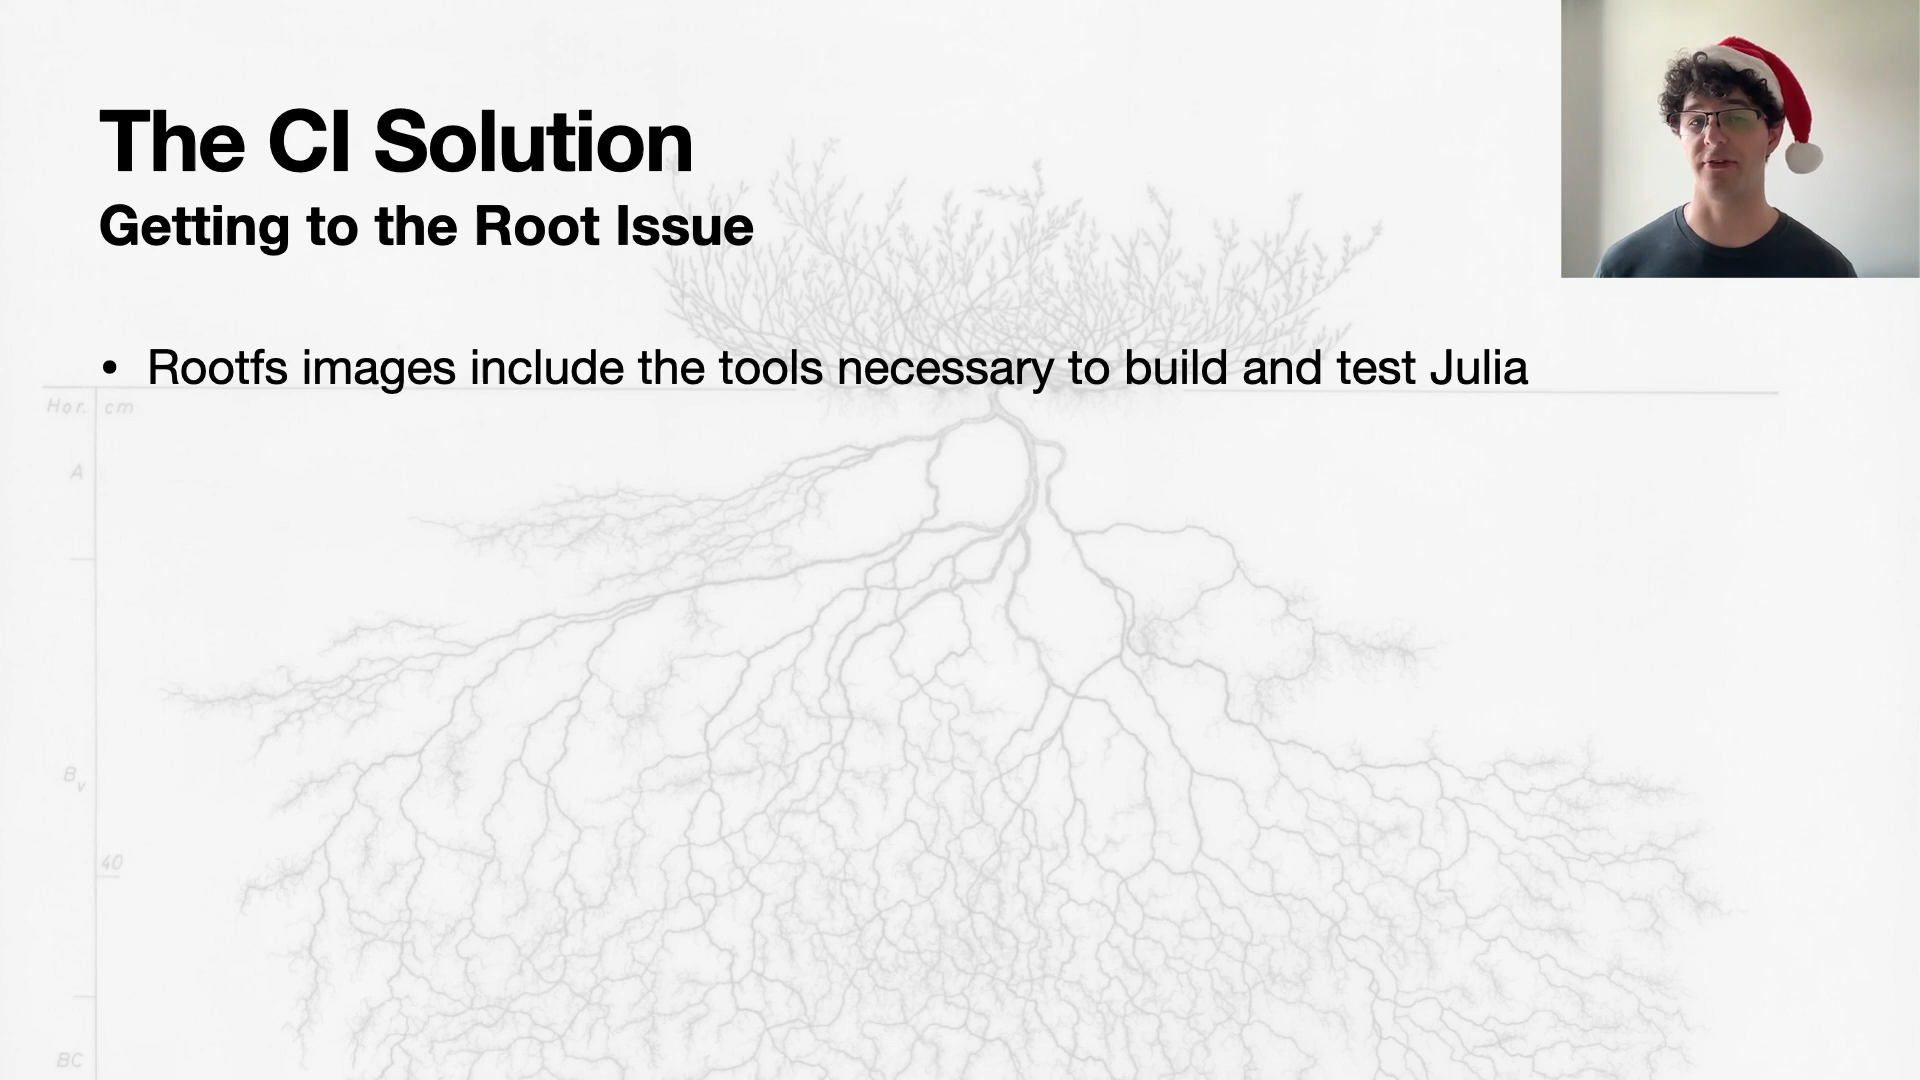 The CI Solution
Getting to the Root Issue
• Rootfs images include the tools necessary to build and test Julia
Hor. cm
A
Bv
40
BC